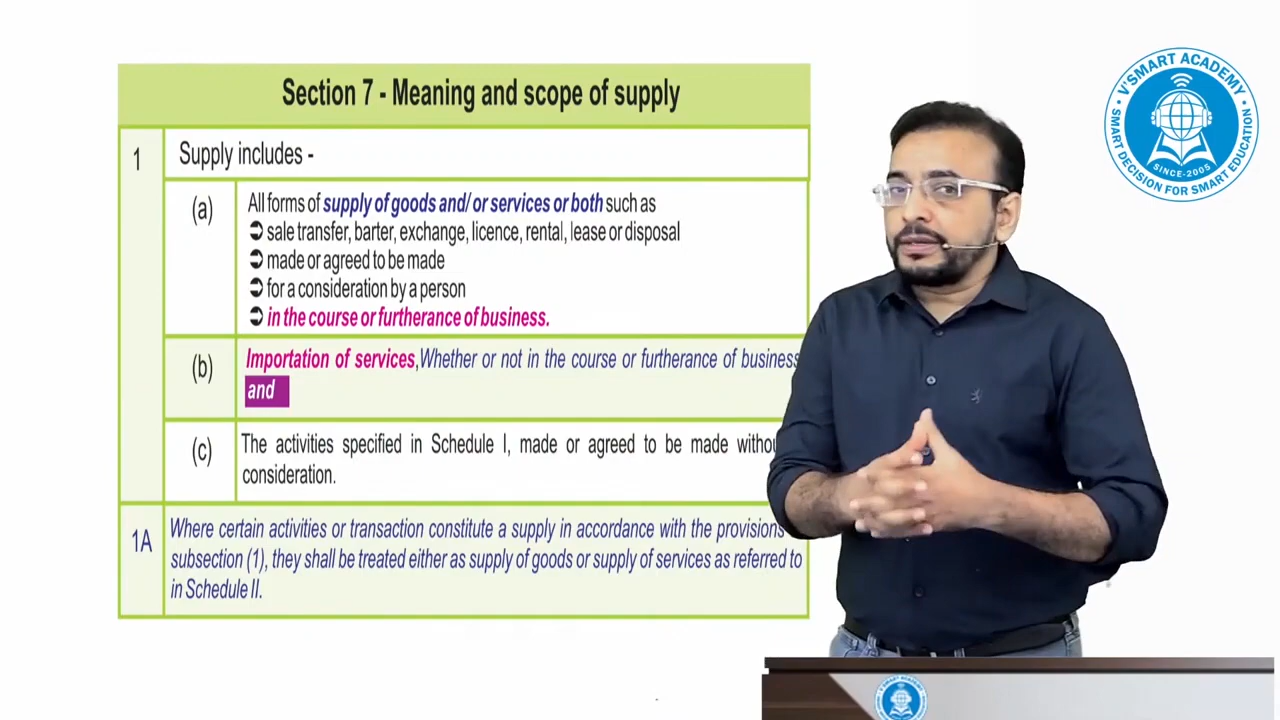 Section 7 - Meaning and scope of supply
1
Supply includes -
(a)
All forms of supply of goods and/ or services or both such as
➲ sale transfer, barter, exchange, licence, rental, lease or disposal
➲ made or agreed to be made
➲ for a consideration by a person
➲ in the course or furtherance of business.
(b)
Importation of services, Whether or not in the course or furtherance of business
and
(c)
The activities specified in Schedule I, made or agreed to be made withou
consideration.
1A
Where certain activities or transaction constitute a supply in accordance with the provisions
subsection (1), they shall be treated either as supply of goods or supply of services as referred to
in Schedule II.
V'SMART ACADEMY
SINCE-2005
SMART DECISION FOR SMART EDUCATION
V'SMART ACADEMY